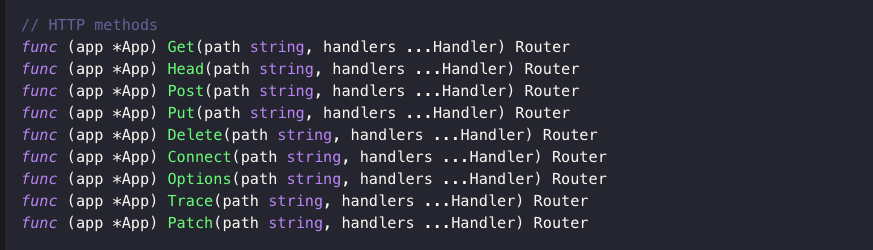 // HTTP methods
func (app *App) Get(path string, handlers ...Handler) Router
func (app *App) Head(path string, handlers ...Handler) Router
func (app *App) Post(path string, handlers ...Handler) Router
func (app *App) Put(path string, handlers ...Handler) Router
func (app *App) Delete(path string, handlers ...Handler) Router
func (app *App) Connect(path string, handlers ...Handler) Router
func (app *App) Options(path string, handlers ...Handler) Router
func (app *App) Trace(path string, handlers ...Handler) Router
func (app *App) Patch(path string, handlers ...Handler) Router